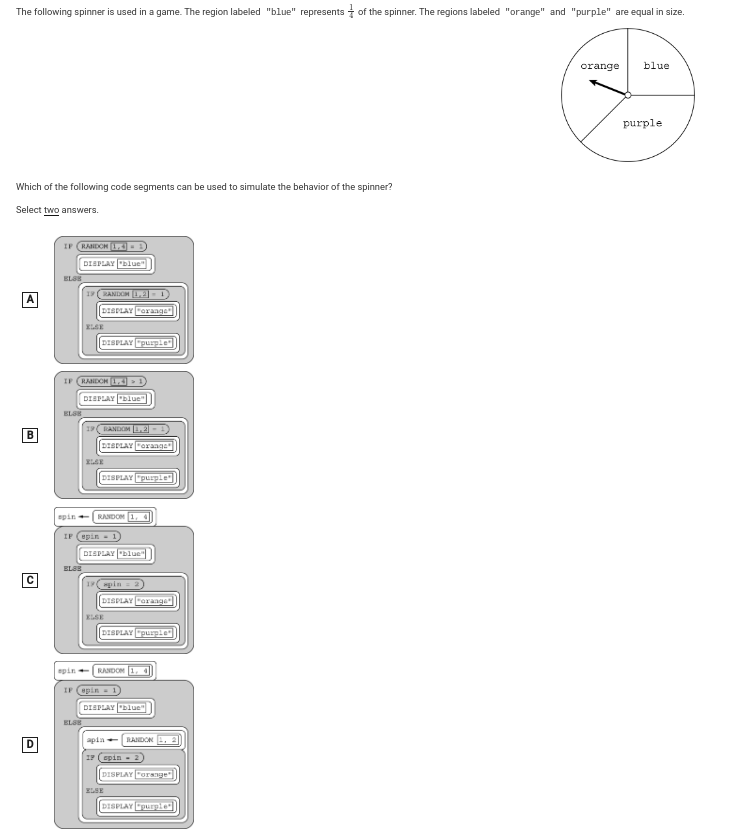 The following spinner is used in a game. The region labeled "blue" represents 1/4 of the spinner. The regions labeled "orange" and "purple" are equal in size.
orange
blue
purple
Which of the following code segments can be used to simulate the behavior of the spinner?
Select two answers.
A
IF RANDOM 1,4 = 1
DISPLAY "blue"
ELSE
IF RANDOM 1,2 = 1
DISPLAY "orange"
ELSE
DISPLAY "purple"
B
IF RANDOM 1,4 > 1
DISPLAY "blue"
ELSE
IF RANDOM 1,2 = 1
DISPLAY "orange"
ELSE
DISPLAY "purple"
C
spin ← RANDOM 1, 4
IF spin = 1
DISPLAY "blue"
ELSE
IF spin = 2
DISPLAY "orange"
ELSE
DISPLAY "purple"
D
spin ← RANDOM 1, 4
IF spin = 1
DISPLAY "blue"
ELSE
spin ← RANDOM 1, 2
IF spin = 2
DISPLAY "orange"
ELSE
DISPLAY "purple"